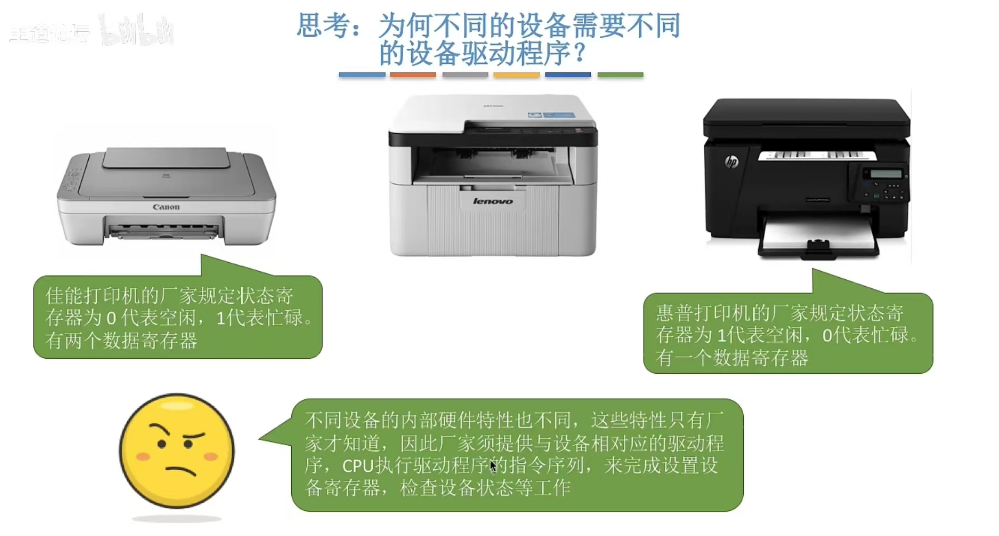 王道论坛 bilibili
思考：为何不同的设备需要不同
的设备驱动程序？
Canon
lenovo
hp
佳能打印机的厂家规定状态寄
存器为 0 代表空闲，1代表忙碌。
有两个数据寄存器
惠普打印机的厂家规定状态寄
存器为 1代表空闲，0代表忙碌。
有一个数据寄存器
不同设备的内部硬件特性也不同，这些特性只有厂
家才知道，因此厂家须提供与设备相对应的驱动程
序，CPU执行驱动程序的指令序列，来完成设置设
备寄存器，检查设备状态等工作